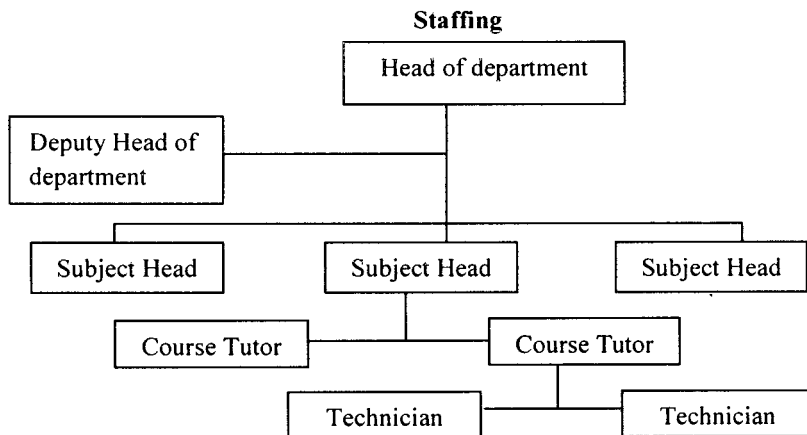 Staffing
Head of department
Deputy Head of
department
Subject Head
Subject Head
Subject Head
Course Tutor
Course Tutor
Technician
Technician